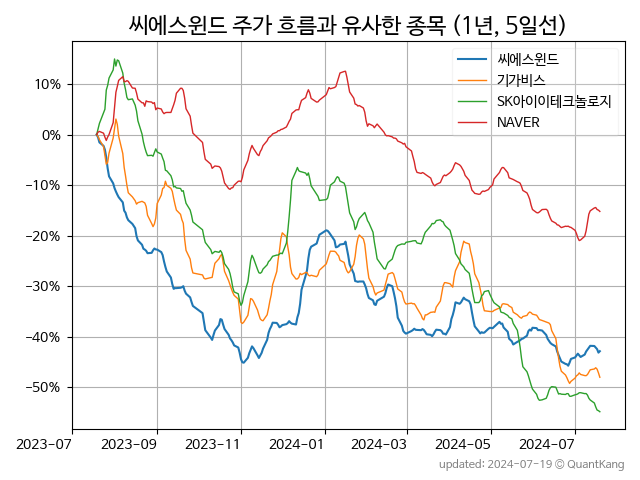 씨에스윈드 주가 흐름과 유사한 종목 (1년, 5일선)
씨에스윈드
기가비스
SK아이이테크놀로지
NAVER
10%
0%
−10%
−20%
−30%
−40%
−50%
2023-07
2023-09
2023-11
2024-01
2024-03
2024-05
2024-07
updated: 2024-07-19 © QuantKang